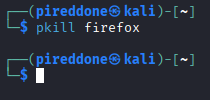 ┌──(pireddone㉿kali)-[~]
└─$ pkill firefox
┌──(pireddone㉿kali)-[~]
└─$